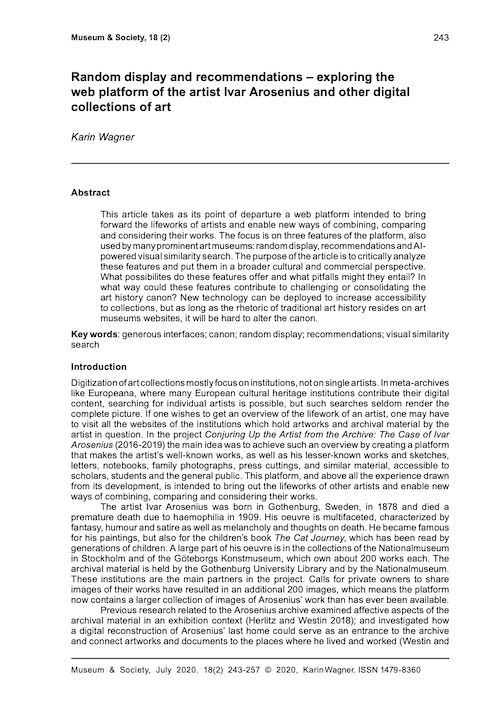 Museum & Society, 18 (2)
243
Random display and recommendations – exploring the
web platform of the artist Ivar Arosenius and other digital
collections of art
Karin Wagner
Abstract
This article takes as its point of departure a web platform intended to bring
forward the lifeworks of artists and enable new ways of combining, comparing
and considering their works. The focus is on three features of the platform, also
used by many prominent art museums: random display, recommendations and AI-
powered visual similarity search. The purpose of the article is to critically analyze
these features and put them in a broader cultural and commercial perspective.
What possibilites do these features offer and what pitfalls might they entail? In
what way could these features contribute to challenging or consolidating the
art history canon? New technology can be deployed to increase accessibility
to collections, but as long as the rhetoric of traditional art history resides on art
museums websites, it will be hard to alter the canon.
Key words: generous interfaces; canon; random display; recommendations; visual similarity
search
Introduction
Digitization of art collections mostly focus on institutions, not on single artists. In meta-archives
like Europeana, where many European cultural heritage institutions contribute their digital
content, searching for individual artists is possible, but such searches seldom render the
complete picture. If one wishes to get an overview of the lifework of an artist, one may have
to visit all the websites of the institutions which hold artworks and archival material by the
artist in question. In the project Conjuring Up the Artist from the Archive: The Case of Ivar
Arosenius (2016-2019) the main idea was to achieve such an overview by creating a platform
that makes the artist's well-known works, as well as his lesser-known works and sketches,
letters, notebooks, family photographs, press cuttings, and similar material, accessible to
scholars, students and the general public. This platform, and above all the experience drawn
from its development, is intended to bring out the lifeworks of other artists and enable new
ways of combining, comparing and considering their works.
The artist Ivar Arosenius was born in Gothenburg, Sweden, in 1878 and died a
premature death due to haemophilia in 1909. His oeuvre is multifaceted, characterized by
fantasy, humour and satire as well as melancholy and thoughts on death. He became famous
for his paintings, but also for the children's book The Cat Journey, which has been read by
generations of children. A large part of his oeuvre is in the collections of the Nationalmuseum
in Stockholm and of the Göteborgs Konstmuseum, which own about 200 works each. The
archival material is held by the Gothenburg University Library and by the Nationalmuseum.
These institutions are the main partners in the project. Calls for private owners to share
images of their works have resulted in an additional 200 images, which means the platform
now contains a larger collection of images of Arosenius' work than has ever been available.
Previous research related to the Arosenius archive examined affective aspects of the
archival material in an exhibition context (Herlitz and Westin 2018); and investigated how
a digital reconstruction of Arosenius' last home could serve as an entrance to the archive
and connect artworks and documents to the places where he lived and worked (Westin and
Museum & Society, July 2020. 18(2) 243-257 © 2020, Karin Wagner. ISSN 1479-8360